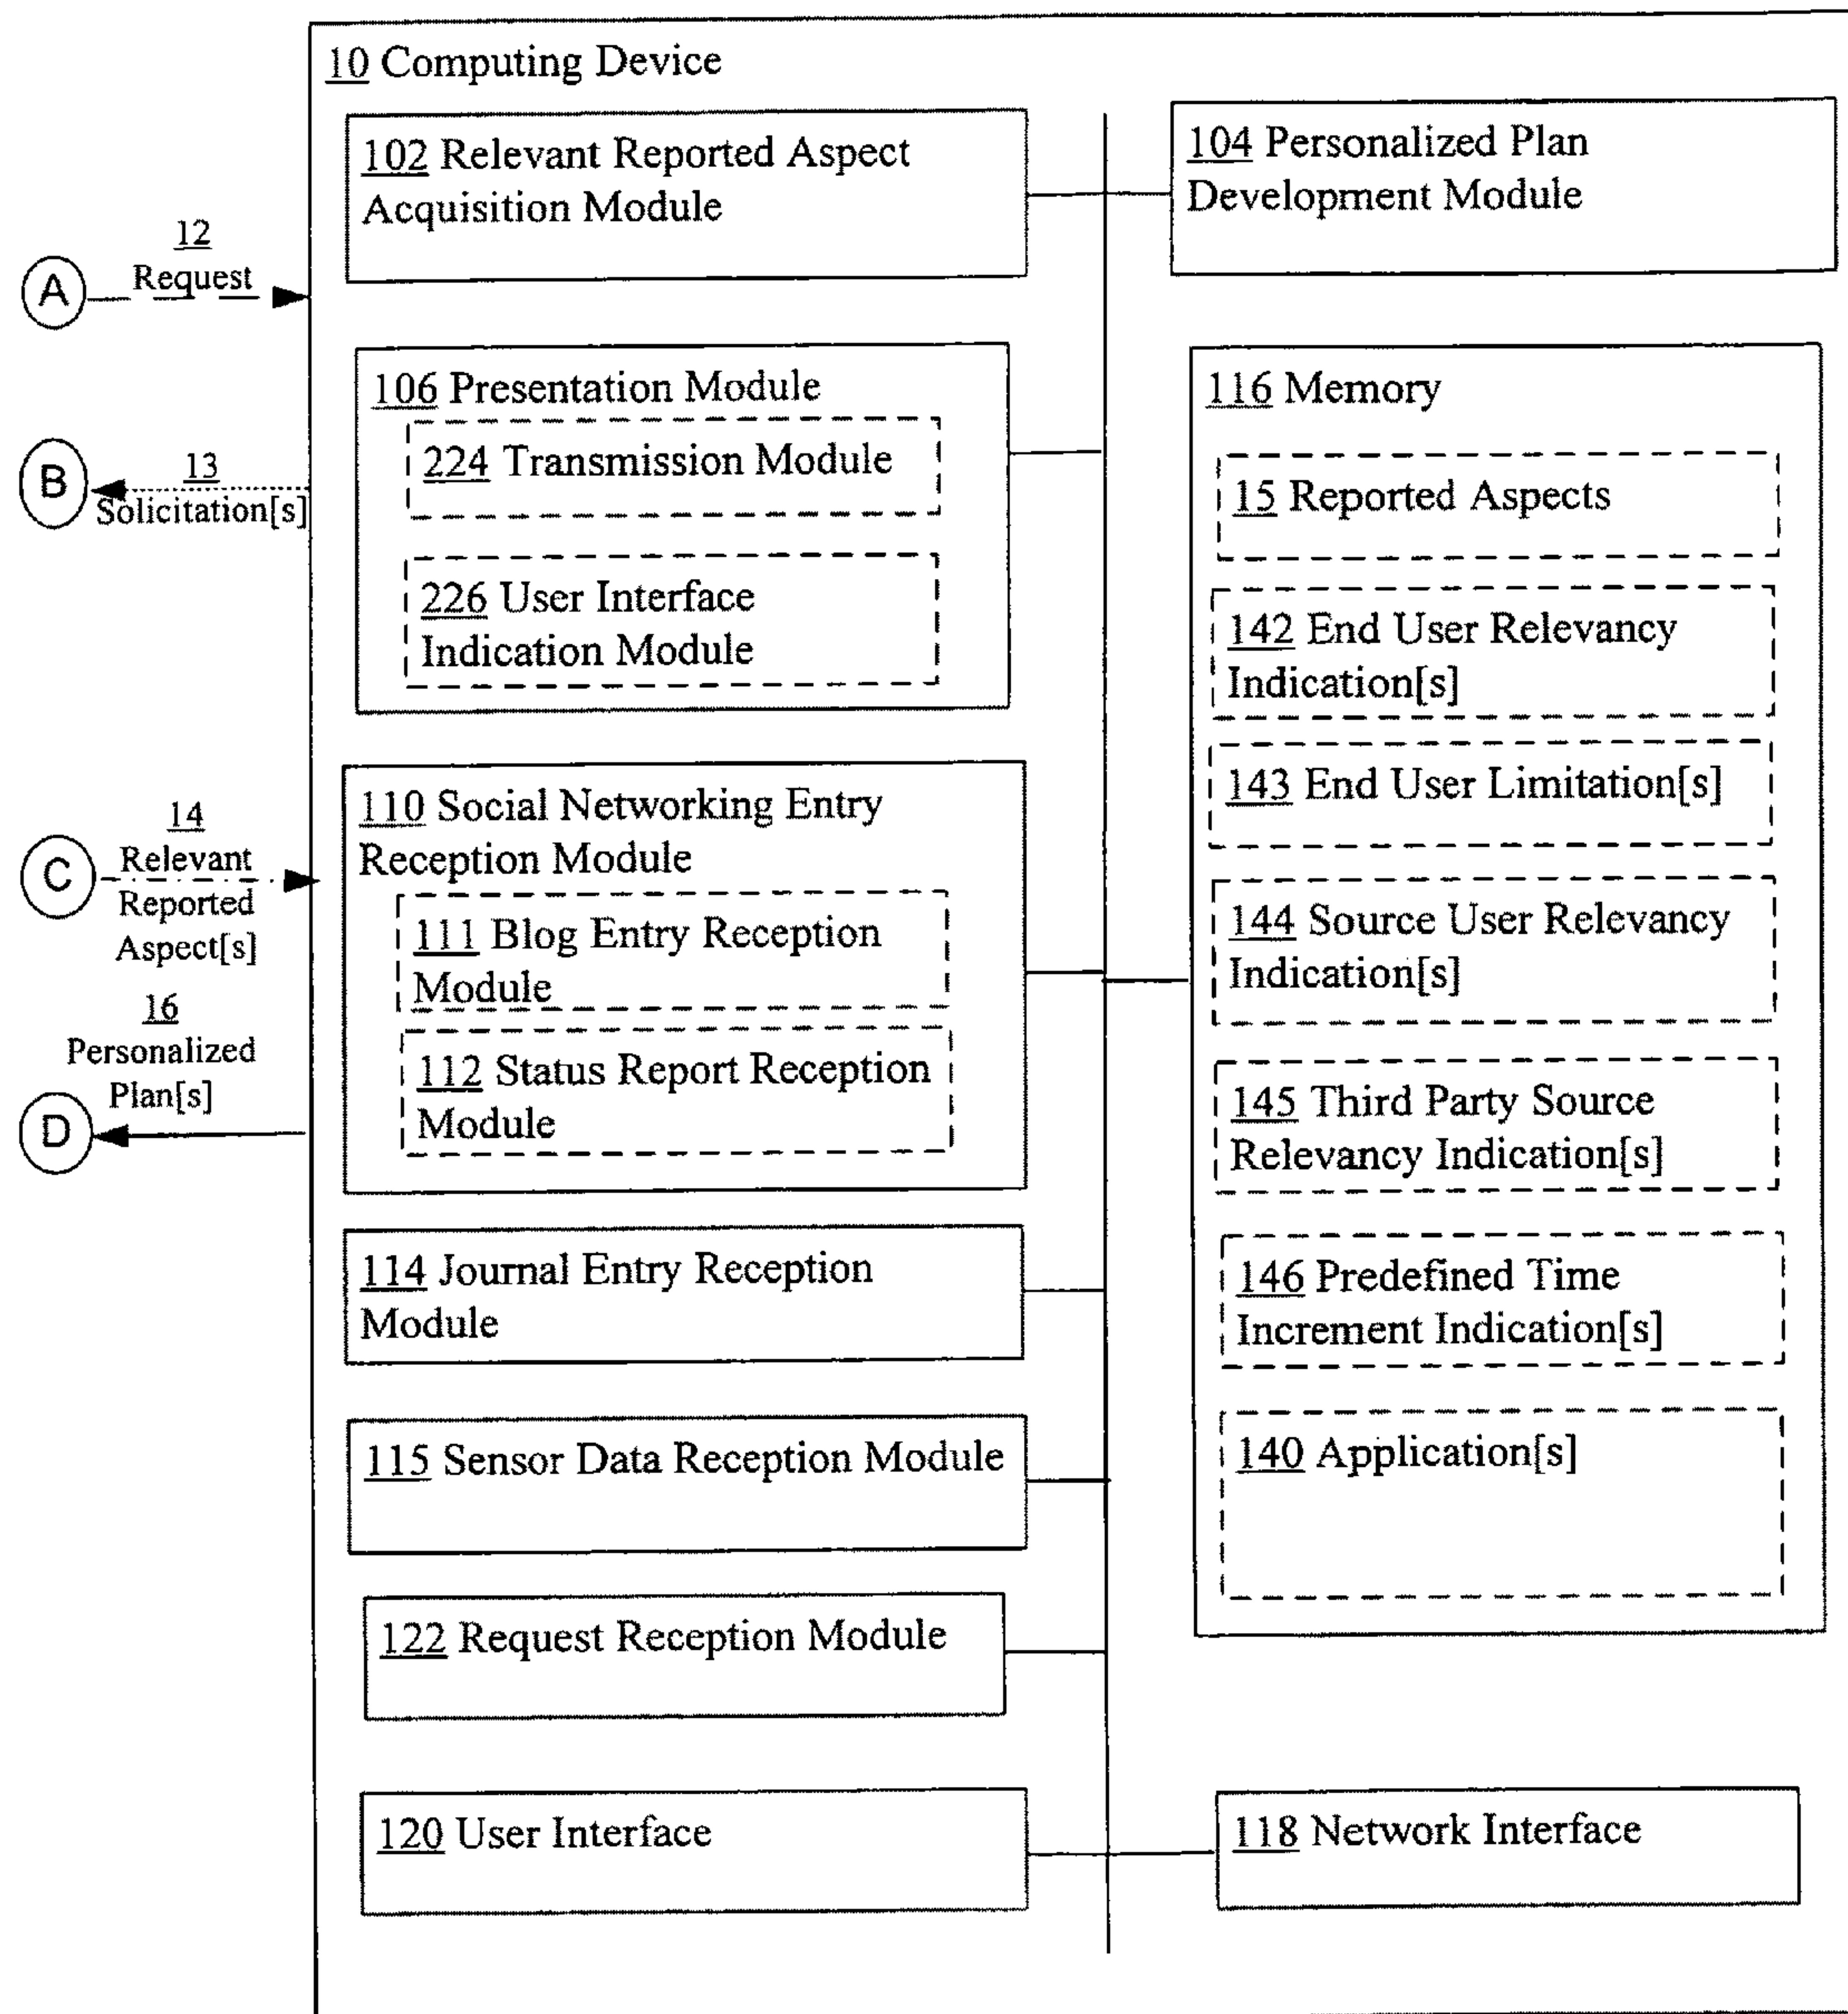 10 Computing Device
102 Relevant Reported Aspect
Acquisition Module
104 Personalized Plan
Development Module
12
Request
A
106 Presentation Module
224 Transmission Module
226 User Interface
Indication Module
13
Solicitation[s]
B
110 Social Networking Entry
Reception Module
111 Blog Entry Reception
Module
112 Status Report Reception
Module
14
Relevant
Reported
Aspect[s]
C
16
Personalized
Plan[s]
D
114 Journal Entry Reception
Module
115 Sensor Data Reception Module
122 Request Reception Module
120 User Interface
116 Memory
15 Reported Aspects
142 End User Relevancy
Indication[s]
143 End User Limitation[s]
144 Source User Relevancy
Indication[s]
145 Third Party Source
Relevancy Indication[s]
146 Predefined Time
Increment Indication[s]
140 Application[s]
118 Network Interface